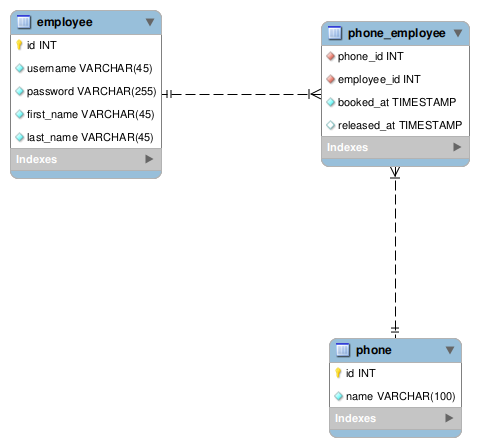 employee
id INT
username VARCHAR(45)
password VARCHAR(255)
first_name VARCHAR(45)
last_name VARCHAR(45)
Indexes
phone_employee
phone_id INT
employee_id INT
booked_at TIMESTAMP
released_at TIMESTAMP
Indexes
phone
id INT
name VARCHAR(100)
Indexes